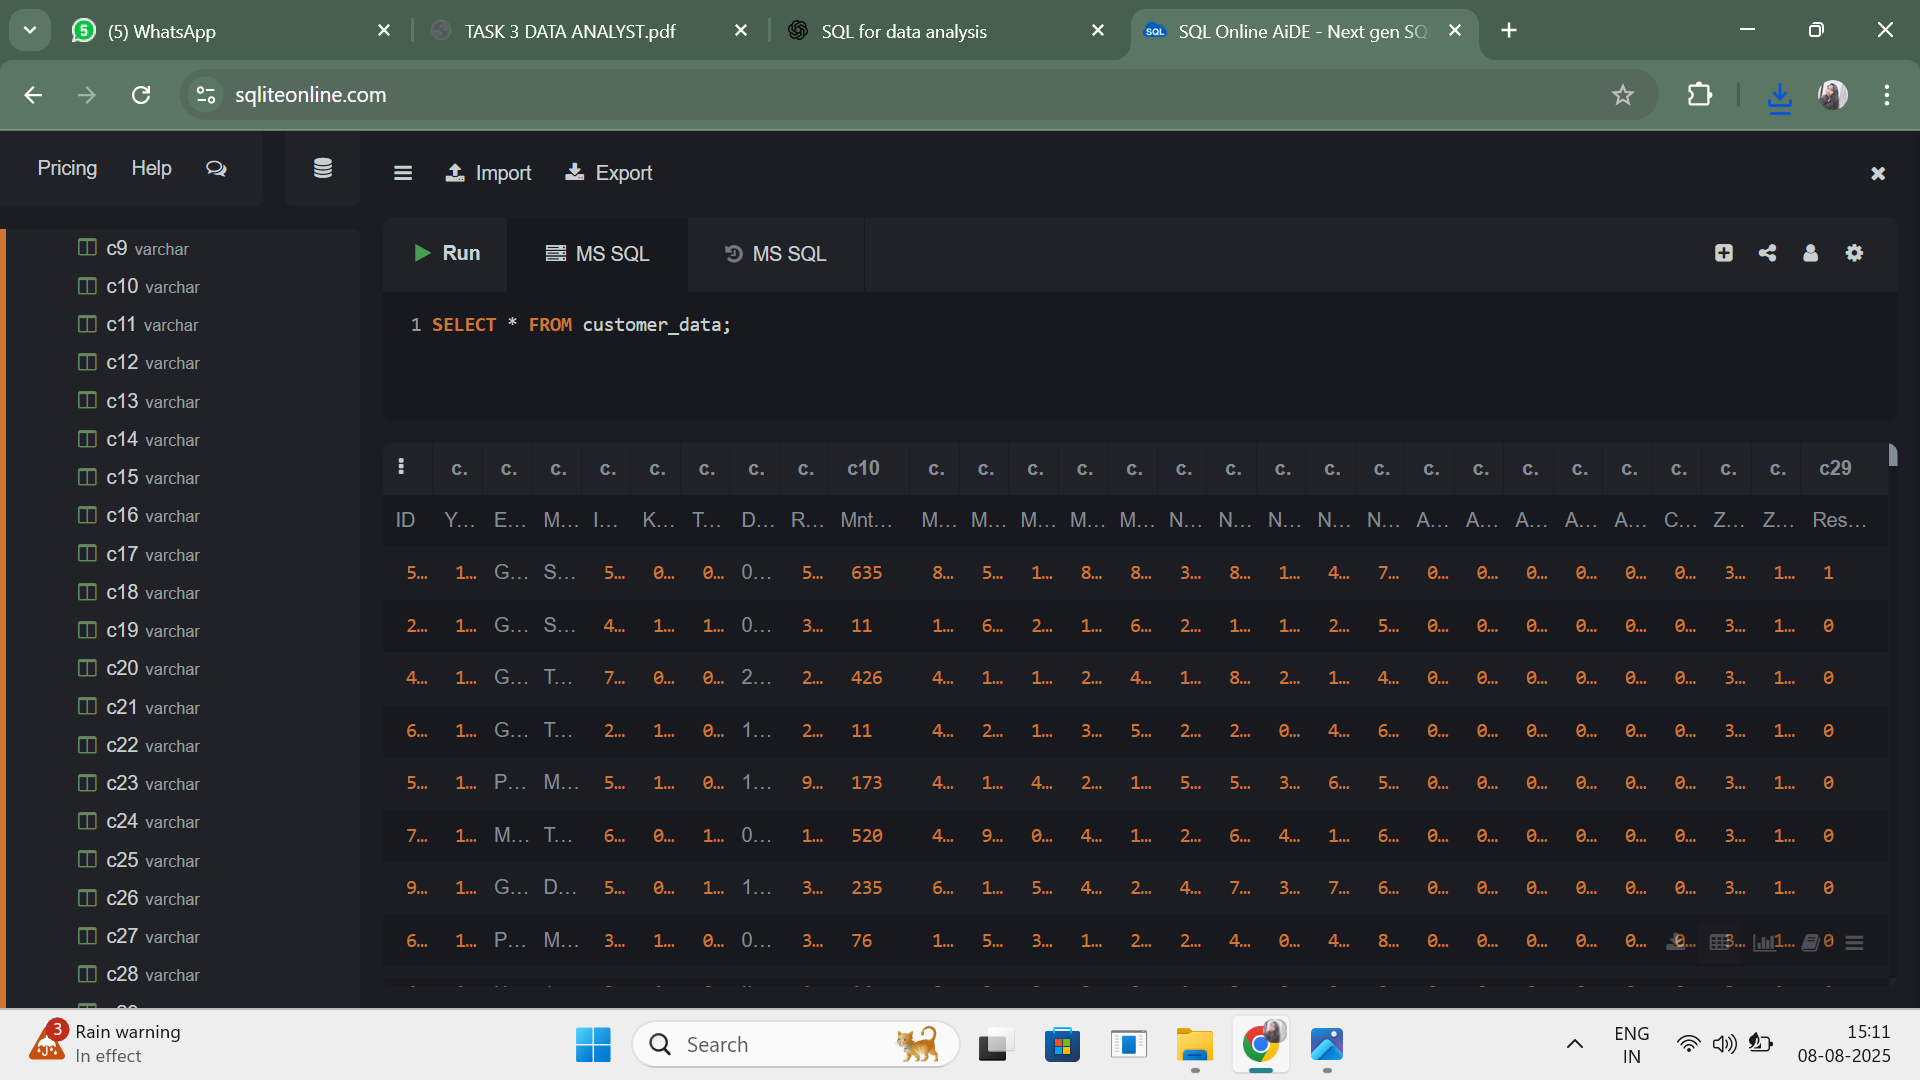 (5) WhatsApp
TASK 3 DATA ANALYST.pdf
SQL for data analysis
SQL Online AiDE - Next gen SQ
sqliteonline.com
Pricing Help
Import Export
Run MS SQL MS SQL
1 SELECT * FROM customer_data;
c9 varchar
c10 varchar
c11 varchar
c12 varchar
c13 varchar
c14 varchar
c15 varchar
c16 varchar
c17 varchar
c18 varchar
c19 varchar
c20 varchar
c21 varchar
c22 varchar
c23 varchar
c24 varchar
c25 varchar
c26 varchar
c27 varchar
c28 varchar
c. c. c. c. c. c. c. c. c10 c. c. c. c. c. c. c. c. c. c. c. c. c. c. c. c. c. c. c29
ID Y... E... M... I... K... T... D... R... Mnt... M... M... M... M... M... N... N... N... N... N... A... A... A... A... A... C... Z... Z... Res...
5... 1... G... S... 5... 0... 0... 0... 5... 635 8... 5... 1... 8... 8... 3... 8... 1... 4... 7... 0... 0... 0... 0... 0... 0... 3... 1... 1
2... 1... G... S... 4... 1... 1... 0... 3... 11 1... 6... 2... 1... 6... 2... 1... 1... 2... 5... 0... 0... 0... 0... 0... 0... 3... 1... 0
4... 1... G... T... 7... 0... 0... 2... 2... 426 4... 1... 1... 2... 4... 1... 8... 2... 1... 4... 0... 0... 0... 0... 0... 0... 3... 1... 0
6... 1... G... T... 2... 1... 0... 1... 2... 11 4... 2... 1... 3... 5... 2... 2... 0... 4... 6... 0... 0... 0... 0... 0... 0... 3... 1... 0
5... 1... P... M... 5... 1... 0... 1... 9... 173 4... 1... 4... 2... 1... 5... 5... 3... 6... 5... 0... 0... 0... 0... 0... 0... 3... 1... 0
7... 1... M... T... 6... 0... 1... 0... 1... 520 4... 9... 0... 4... 1... 2... 6... 4... 1... 6... 0... 0... 0... 0... 0... 0... 3... 1... 0
9... 1... G... D... 5... 0... 1... 1... 3... 235 6... 1... 5... 4... 2... 4... 7... 3... 7... 6... 0... 0... 0... 0... 0... 0... 3... 1... 0
6... 1... P... M... 3... 1... 0... 0... 3... 76 1... 5... 3... 1... 2... 2... 4... 0... 4... 8... 0... 0... 0... 0... 0... 0... 3... 1... 0
3
Rain warning
In effect
Search
ENG
IN
15:11
08-08-2025